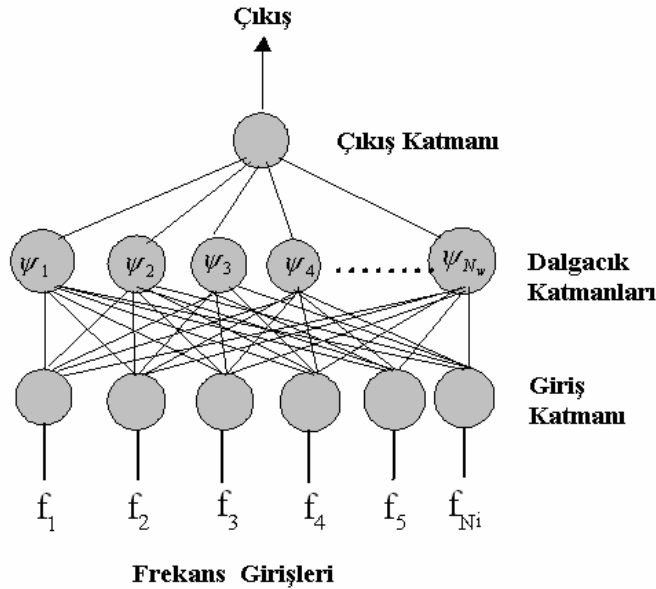 Çıkış
Çıkış Katmanı
ψ1 ψ2 ψ3 ψ4 ........ ψNw
Dalgacık
Katmanları
Giriş
Katmanı
f1 f2 f3 f4 f5 fNi
Frekans Girişleri